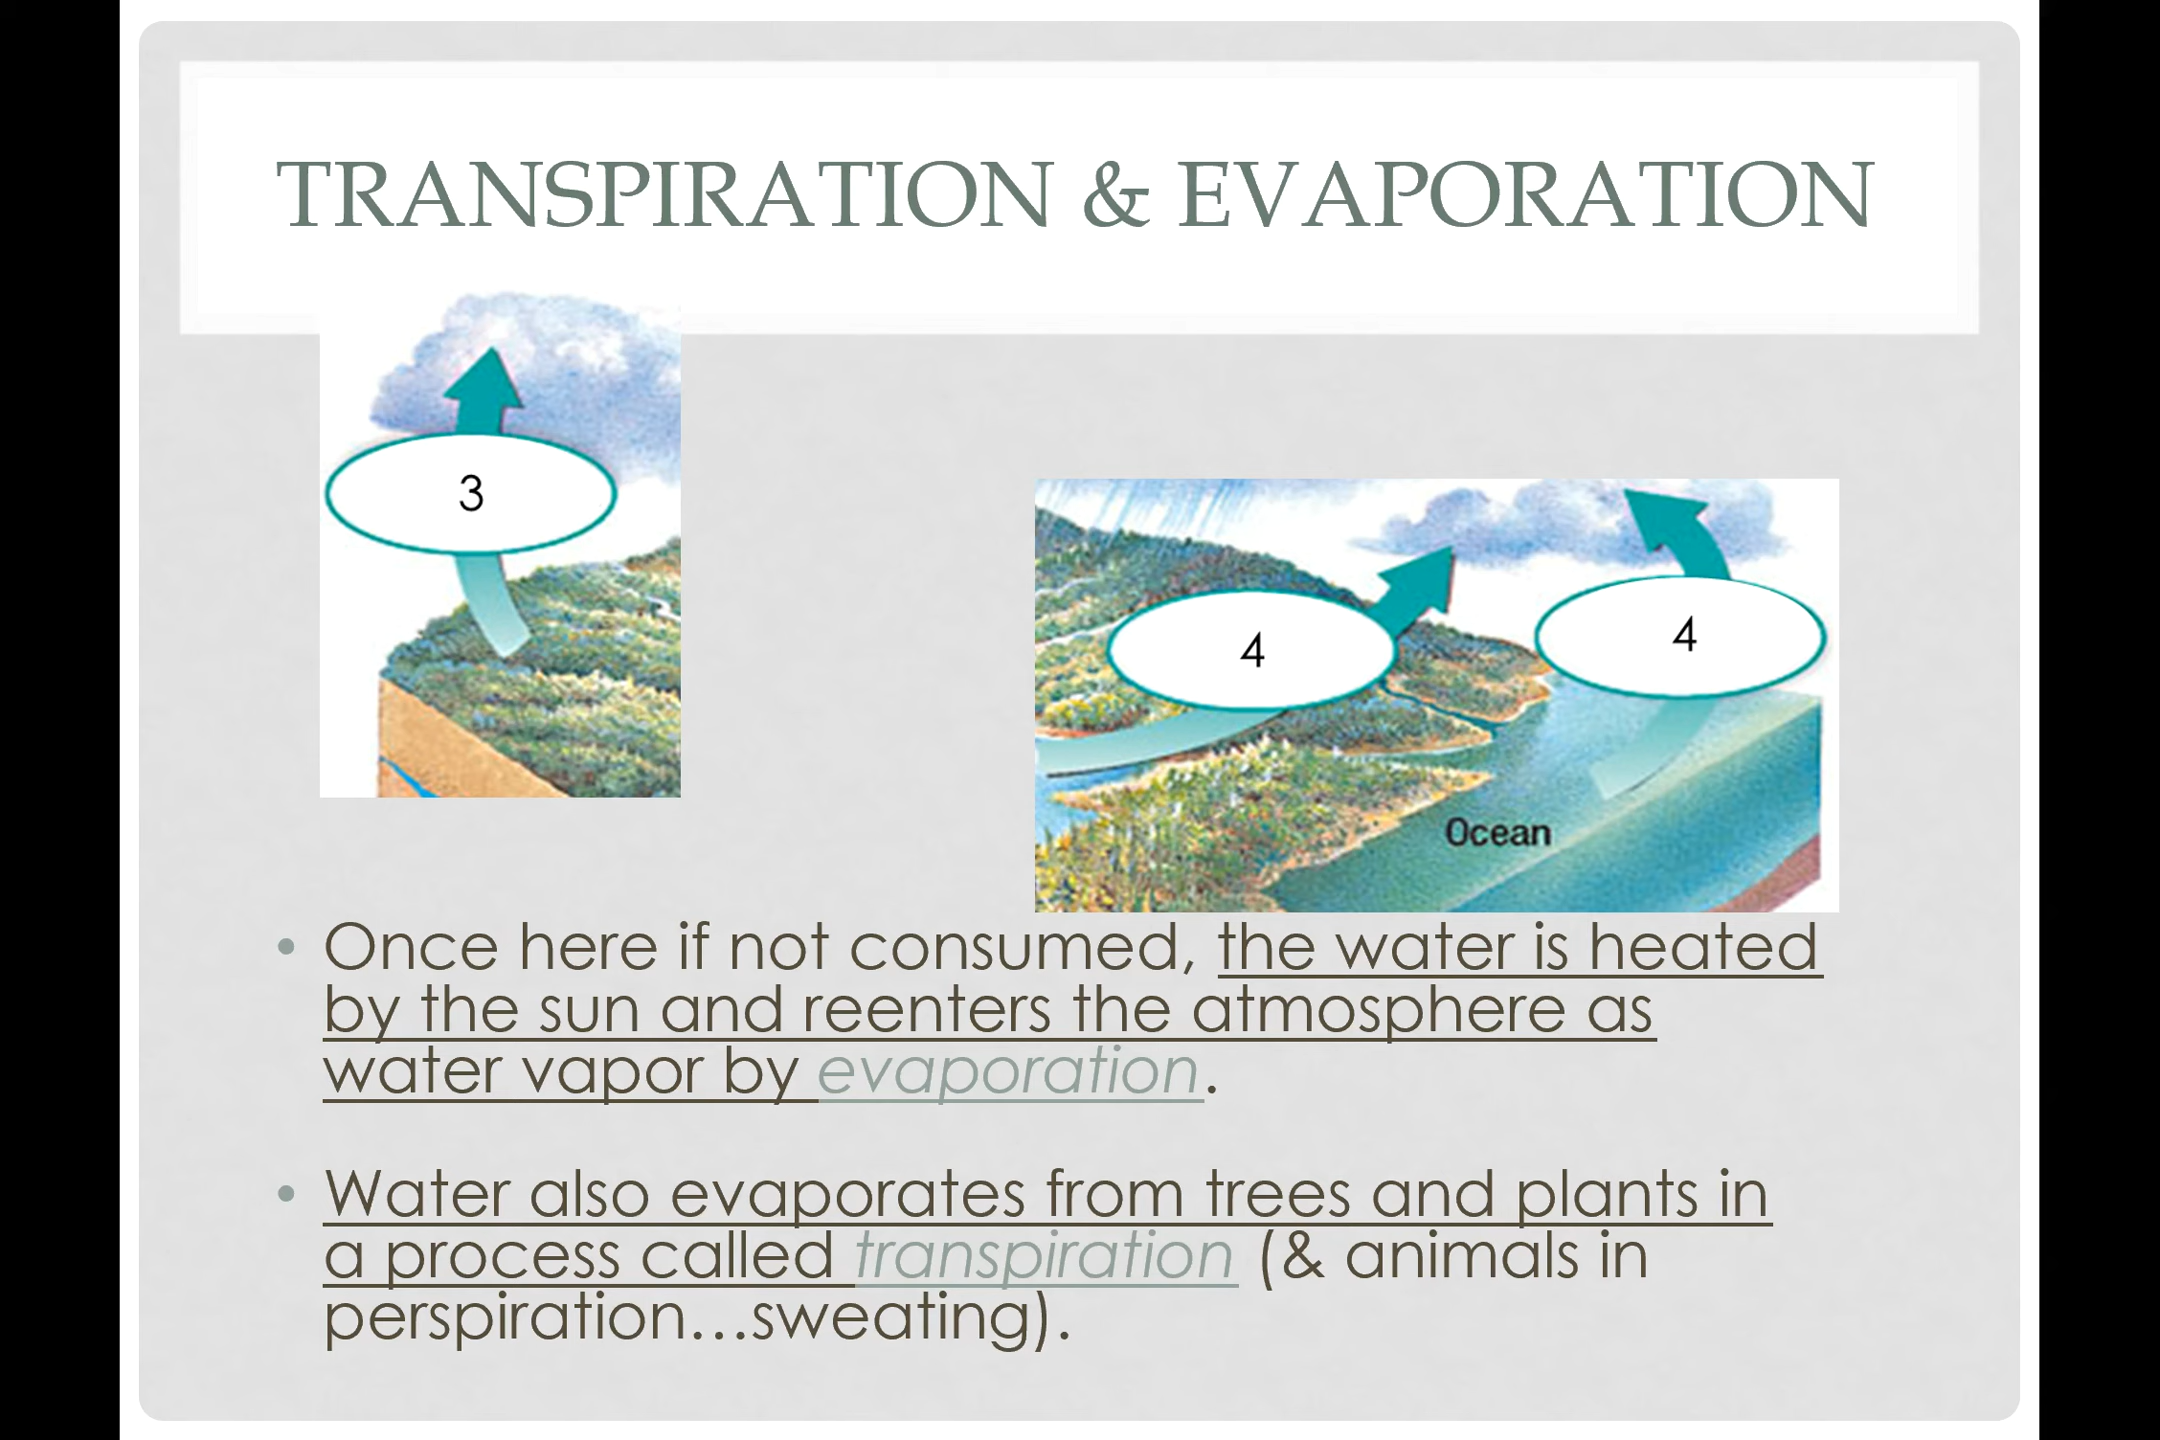 TRANSPIRATION & EVAPORATION
3
4
4
Ocean
• Once here if not consumed, the water is heated
by the sun and reenters the atmosphere as
water vapor by evaporation.
• Water also evaporates from trees and plants in
a process called transpiration (& animals in
perspiration...sweating).